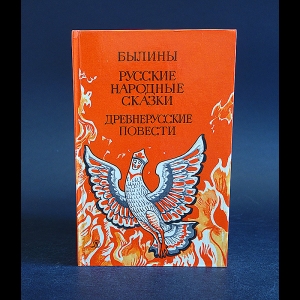 БЫЛИНЫ
РУССКИЕ
НАРОДНЫЕ
СКАЗКИ
ДРЕВНЕРУССКИЕ
ПОВЕСТИ